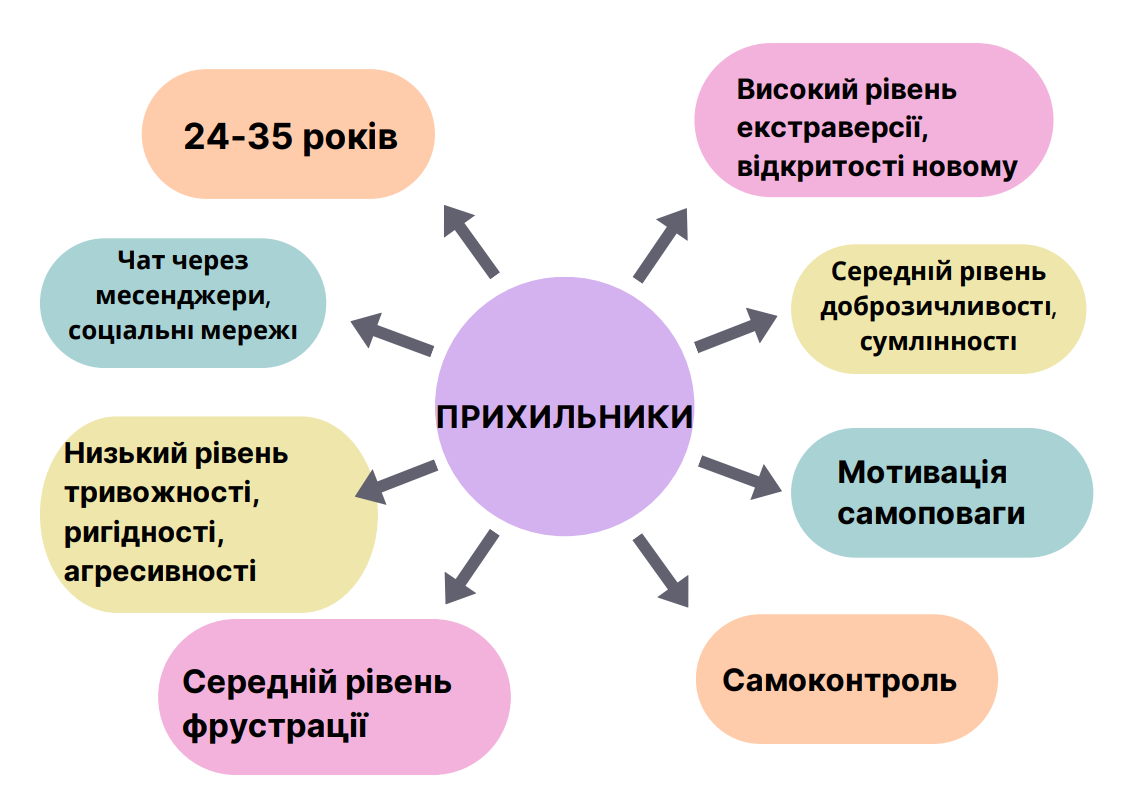 24-35 років
Високий рівень
екстраверсії,
відкритості новому
Чат через
месенджери,
соціальні мережі
Середній рівень
доброзичливості,
сумлінності
ПРИХИЛЬНИКИ
Низький рівень
тривожності,
ригідності,
агресивності
Мотивація
самоповаги
Середній рівень
фрустрації
Самоконтроль